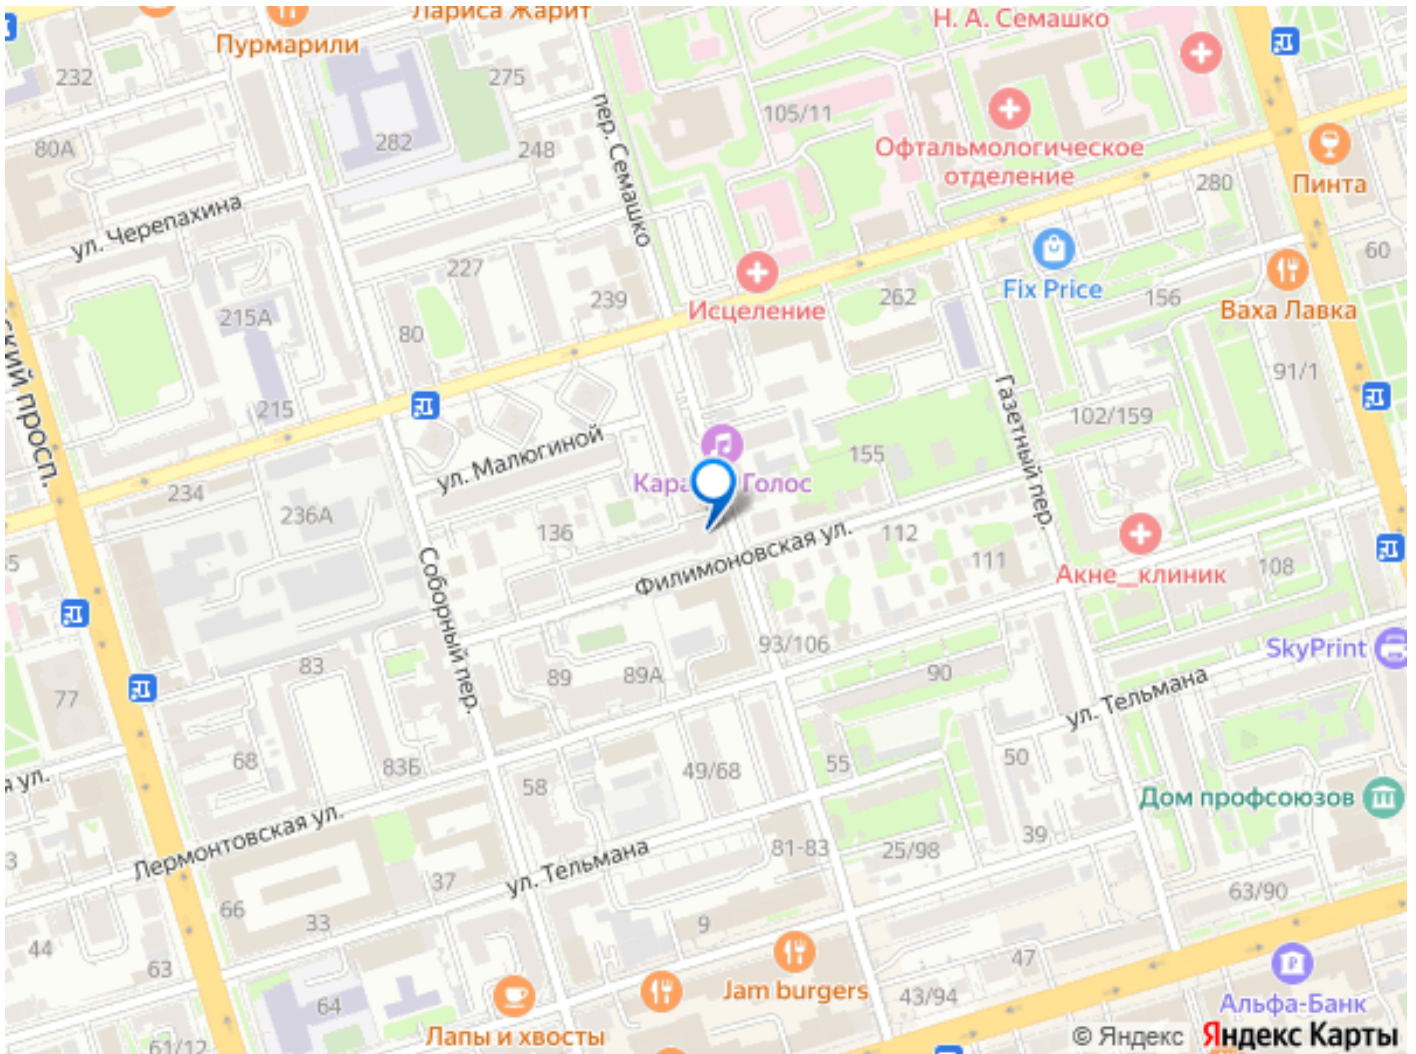 Лариса Жарит
Н. А. Семашко
Пурмарили
232
275
105/11
пер. Семашко
Офтальмологическое
отделение
282
248
80А
280
Пинта
ул. Черепахина
227
239
Исцеление
262
Fix Price
156
60
Ваха Лавка
215А
80
91/1
215
ский просп.
Газетный пер.
102/159
ул. Малюгиной
155
Голос
234
236А
136
Филимоновская ул.
112
111
Акне_клиник
108
Соборный пер.
93/106
SkyPrint
83
89
89А
90
77
ул. Тельмана
68
83Б
58
49/68
55
50
я ул.
Дом профсоюзов
Лермонтовская ул.
ул. Тельмана
81-83
25/98
39
37
66
33
63/90
9
44
63
47
64
Jam burgers
43/94
Альфа-Банк
Лапы и хвосты
61/12
© Яндекс Яндекс Карты